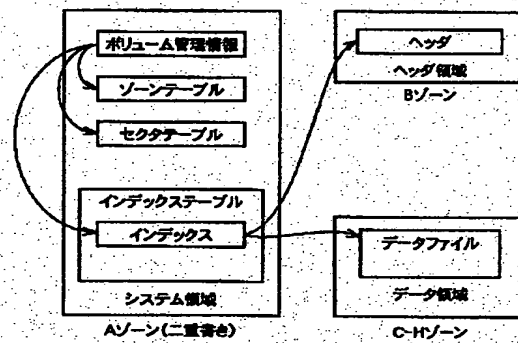 ボリューム管理情報
ゾーンテーブル
セクタテーブル
インデックステーブル
インデックス
システム領域
Aゾーン(二重書き)
ヘッダ
ヘッダ領域
Bゾーン
データファイル
データ領域
C-Hゾーン